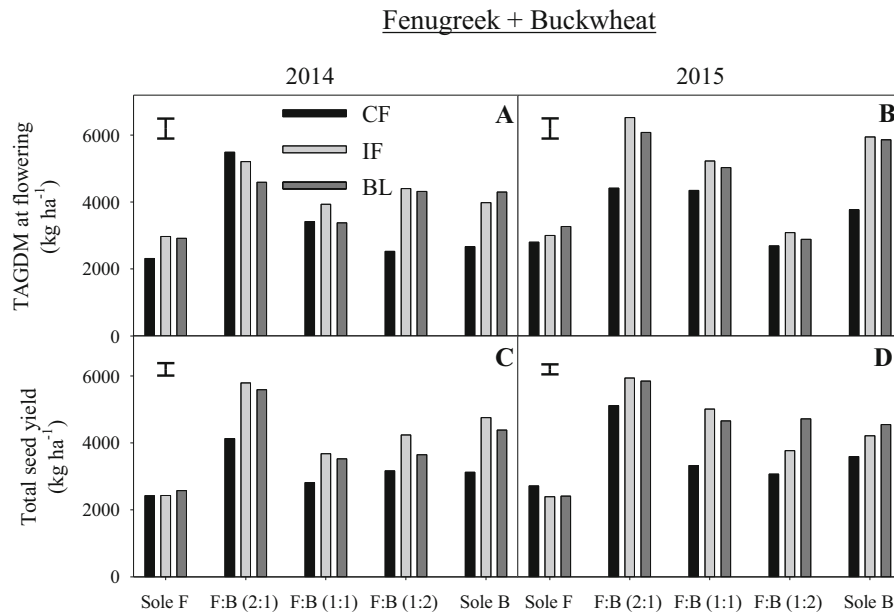 Fenugreek + Buckwheat
2014
2015
TAGDM at flowering
(kg ha⁻¹)
6000
4000
2000
0
A
CF
IF
BL
B
Total seed yield
(kg ha⁻¹)
6000
4000
2000
0
C
D
Sole F F:B (2:1) F:B (1:1) F:B (1:2) Sole B Sole F F:B (2:1) F:B (1:1) F:B (1:2) Sole B